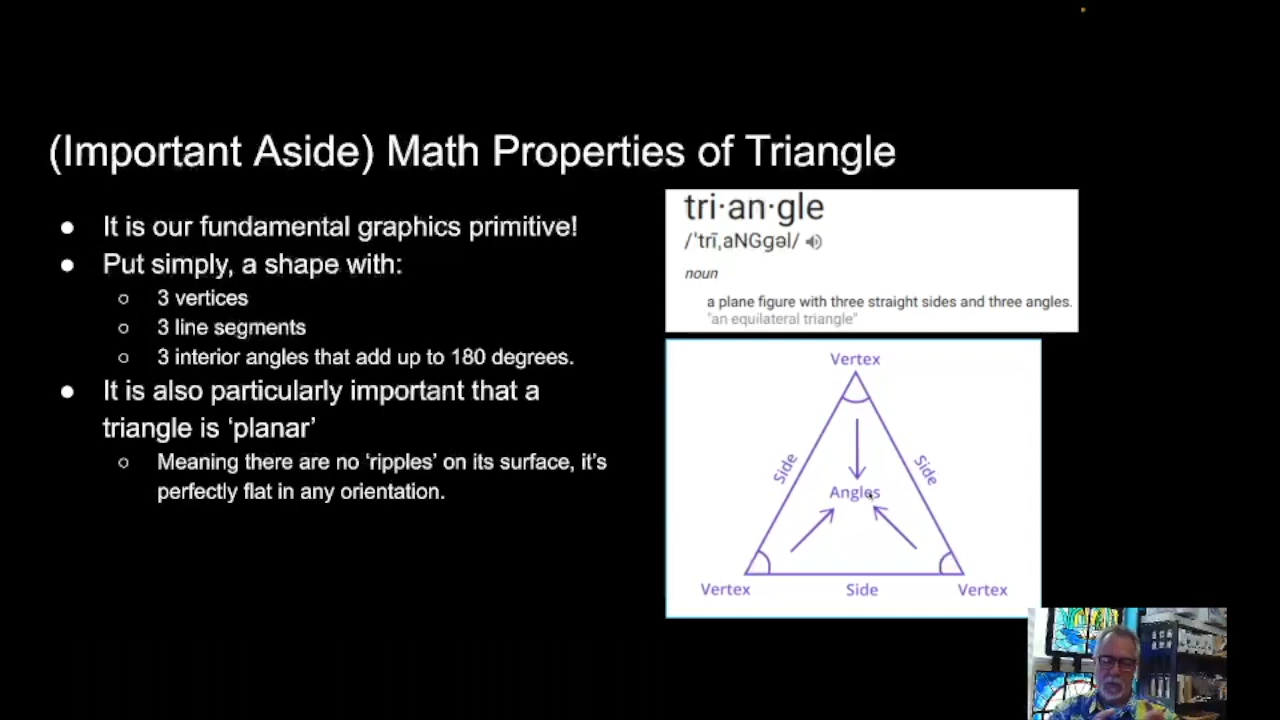 (Important Aside) Math Properties of Triangle
● It is our fundamental graphics primitive!
● Put simply, a shape with:
○ 3 vertices
○ 3 line segments
○ 3 interior angles that add up to 180 degrees.
● It is also particularly important that a
triangle is ‘planar’
○ Meaning there are no ‘ripples’ on its surface, it’s
perfectly flat in any orientation.
tri·an·gle
/ˈtrīˌaNGgəl/
noun
a plane figure with three straight sides and three angles.
"an equilateral triangle"
Vertex
Side
Side
Angles
Vertex
Side
Vertex